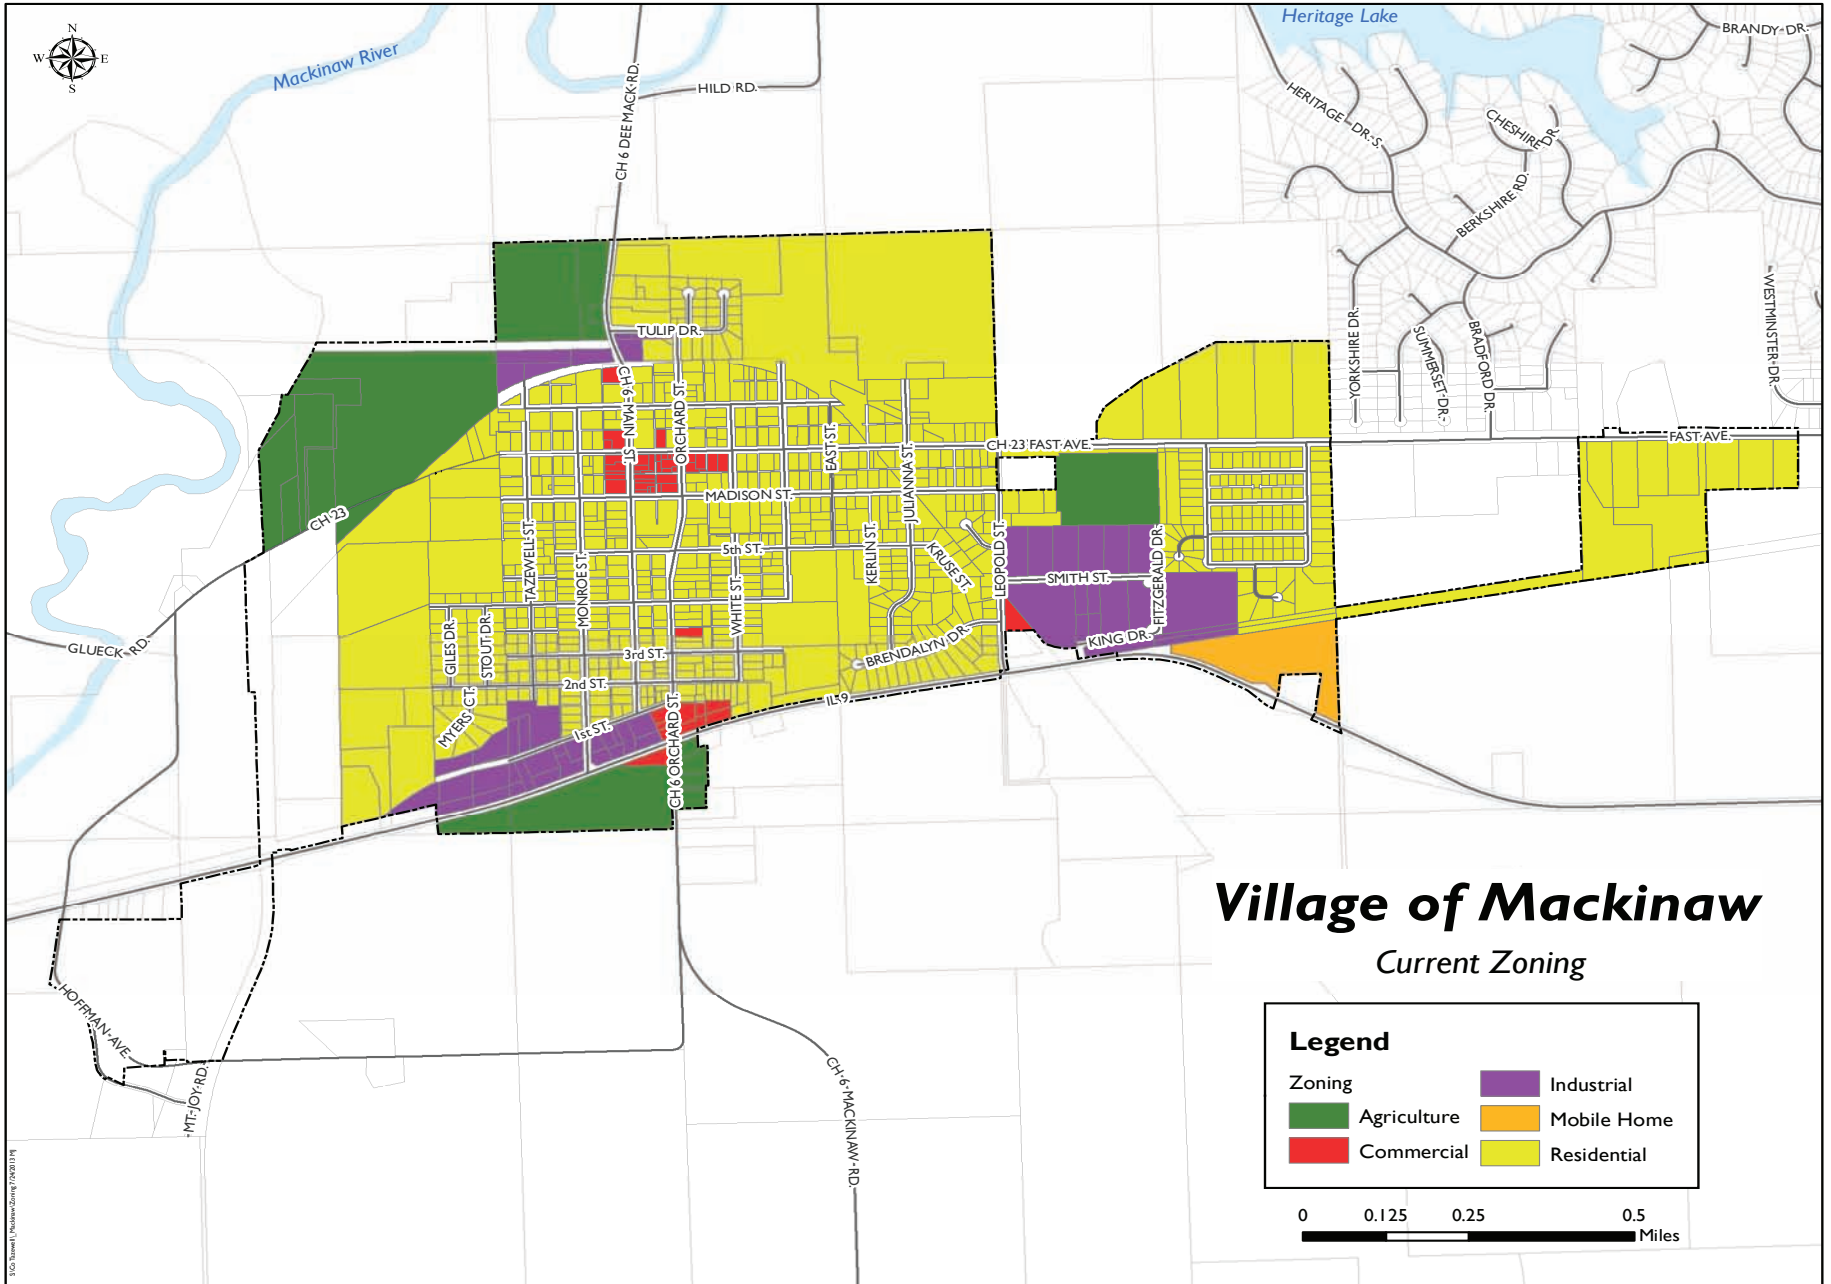 Heritage Lake
BRANDY DR.
N
W E
S
Mackinaw River
HILD RD.
CH 6 DEE MACK RD.
HERITAGE DR. S.
CHESHIRE DR.
BERKSHIRE RD.
WESTMINSTER DR.
YORKSHIRE DR.
SUMMERSET DR.
BRADFORD DR.
TULIP DR.
CH 6 MAIN ST.
ORCHARD ST.
EAST ST.
JULIANNA ST.
CH 23 FAST AVE.
FAST AVE.
MADISON ST.
CH 23
TAZEWELL ST.
MONROE ST.
5th ST.
KERLIN ST.
KRUSE ST.
LEOPOLD ST.
SMITH ST.
FITZGERALD DR.
WHITE ST.
GILES DR.
STOUT DR.
GLUECK RD.
3rd ST.
BRENDALYN DR.
KING DR.
2nd ST.
MYERS CT.
IL 9
1st ST.
CH 6 ORCHARD ST.
Village of Mackinaw
Current Zoning
HOFFMAN AVE.
MT. JOY RD.
CH 6 MACKINAW RD.
Legend
Zoning
Agriculture
Commercial
Industrial
Mobile Home
Residential
0 0.125 0.25 0.5
Miles